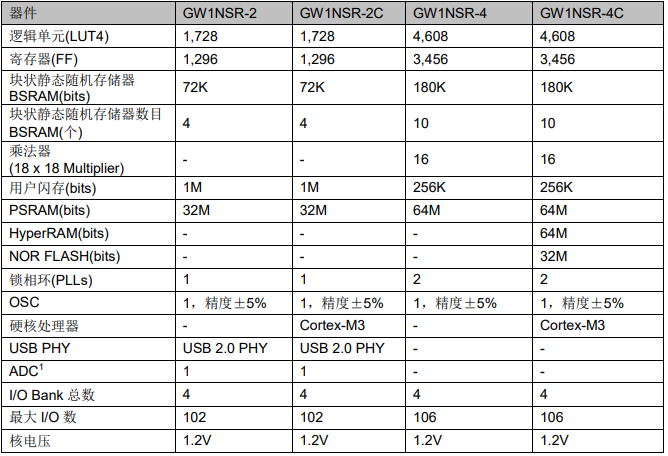 器件 GW1NSR-2 GW1NSR-2C GW1NSR-4 GW1NSR-4C
逻辑单元(LUT4) 1,728 1,728 4,608 4,608
寄存器(FF) 1,296 1,296 3,456 3,456
块状静态随机存储器
BSRAM(bits) 72K 72K 180K 180K
块状静态随机存储器数目
BSRAM(个) 4 4 10 10
乘法器
(18 x 18 Multiplier) - - 16 16
用户闪存(bits) 1M 1M 256K 256K
PSRAM(bits) 32M 32M 64M 64M
HyperRAM(bits) - - - 64M
NOR FLASH(bits) - - - 32M
锁相环(PLLs) 1 1 2 2
OSC 1，精度±5% 1，精度±5% 1，精度±5% 1，精度±5%
硬核处理器 - Cortex-M3 - Cortex-M3
USB PHY USB 2.0 PHY USB 2.0 PHY - -
ADC1 1 1 - -
I/O Bank 总数 4 4 4 4
最大 I/O 数 102 102 106 106
核电压 1.2V 1.2V 1.2V 1.2V